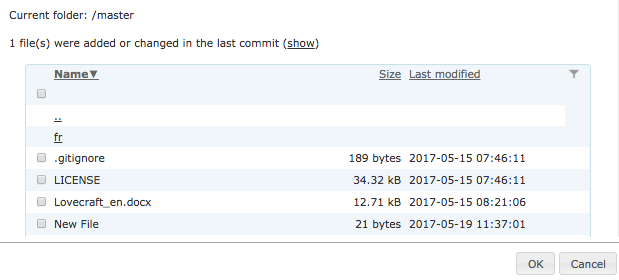 Current folder: /master
1 file(s) were added or changed in the last commit (show)
Name▼ Size Last modified
..
fr
.gitignore 189 bytes 2017-05-15 07:46:11
LICENSE 34.32 kB 2017-05-15 07:46:11
Lovecraft_en.docx 12.71 kB 2017-05-15 08:21:06
New File 21 bytes 2017-05-19 11:37:01
OK Cancel